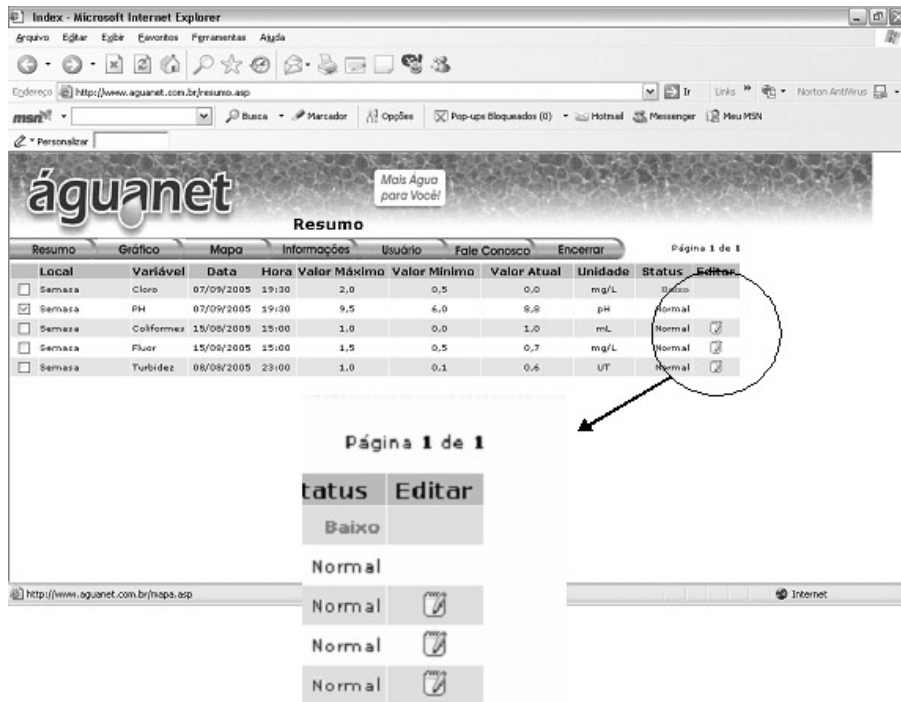 Index - Microsoft Internet Explorer
Arquivo Editar Exibir Favoritos Ferramentas Ajuda
Endereço http://www.aguanet.com.br/resumo.asp Ir Links Norton AntiVirus
msn Busca Marcador Opções Pop-ups Bloqueados (0) Hotmail Messenger Meu MSN
Personalizar
águanet
Mais Água
para Você!
Resumo
Resumo Gráfico Mapa Informações Usuário Fale Conosco Encerrar Página 1 de 1
Local Variável Data Hora Valor Máximo Valor Mínimo Valor Atual Unidade Status Editar
Semasa Cloro 07/09/2005 19:30 2,0 0,5 0,0 mg/L Baixo
Semasa PH 07/09/2005 19:30 9,5 6,0 8,8 pH Normal
Semasa Coliformes 15/08/2005 15:00 1,0 0,0 1,0 mL Normal
Semasa Fluor 15/08/2005 15:00 1,5 0,5 0,7 mg/L Normal
Semasa Turbidez 08/08/2005 23:00 1,0 0,1 0,6 UT Normal
Página 1 de 1
tatus Editar
Baixo
Normal
Normal
Normal
Normal
http://www.aguanet.com.br/mapa.asp Internet